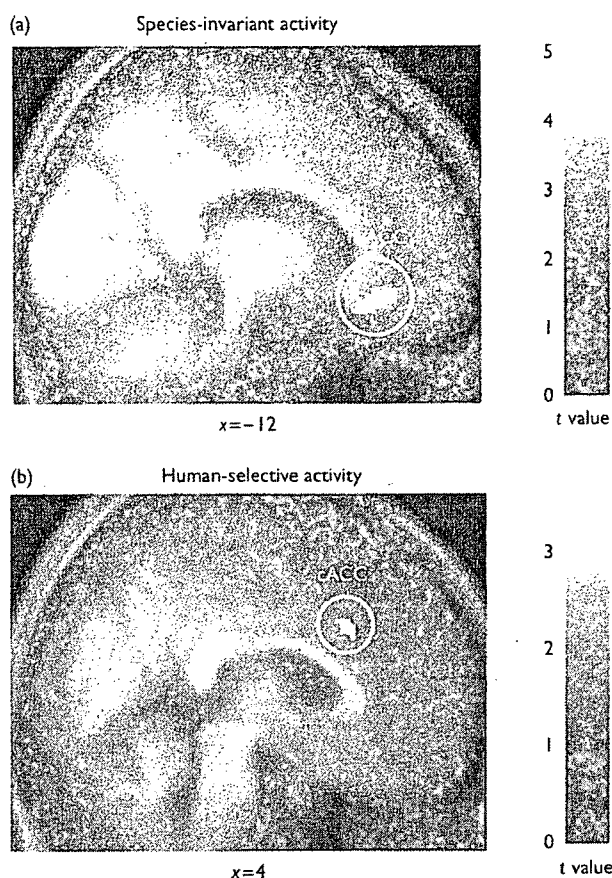 (a) Species-invariant activity
5
4
3
2
1
0
x=−12
t value
(b) Human-selective activity
cACC
3
2
1
0
x=4
t value